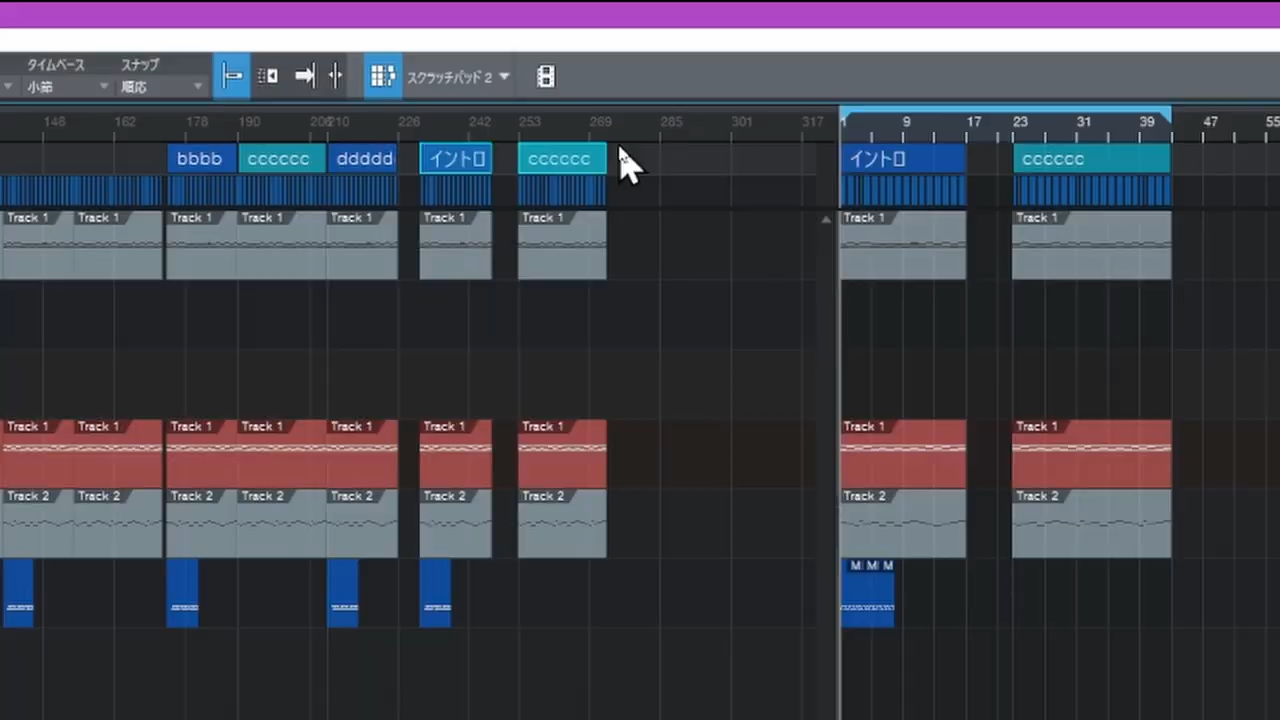 タイムベース スナップ
小節 順応 スクラッチパッド 2
146 162 178 190 210 226 242 253 269 285 301 317 1 9 17 23 31 39 47 55
bbbb cccccc ddddd イントロ cccccc イントロ cccccc
Track 1 Track 1 Track 1 Track 1 Track 1 Track 1 Track 1 Track 1 Track 1
Track 1 Track 1 Track 1 Track 1 Track 1 Track 1 Track 1 Track 1 Track 1
Track 2 Track 2 Track 2 Track 2 Track 2 Track 2 Track 2 Track 2 Track 2
M M M